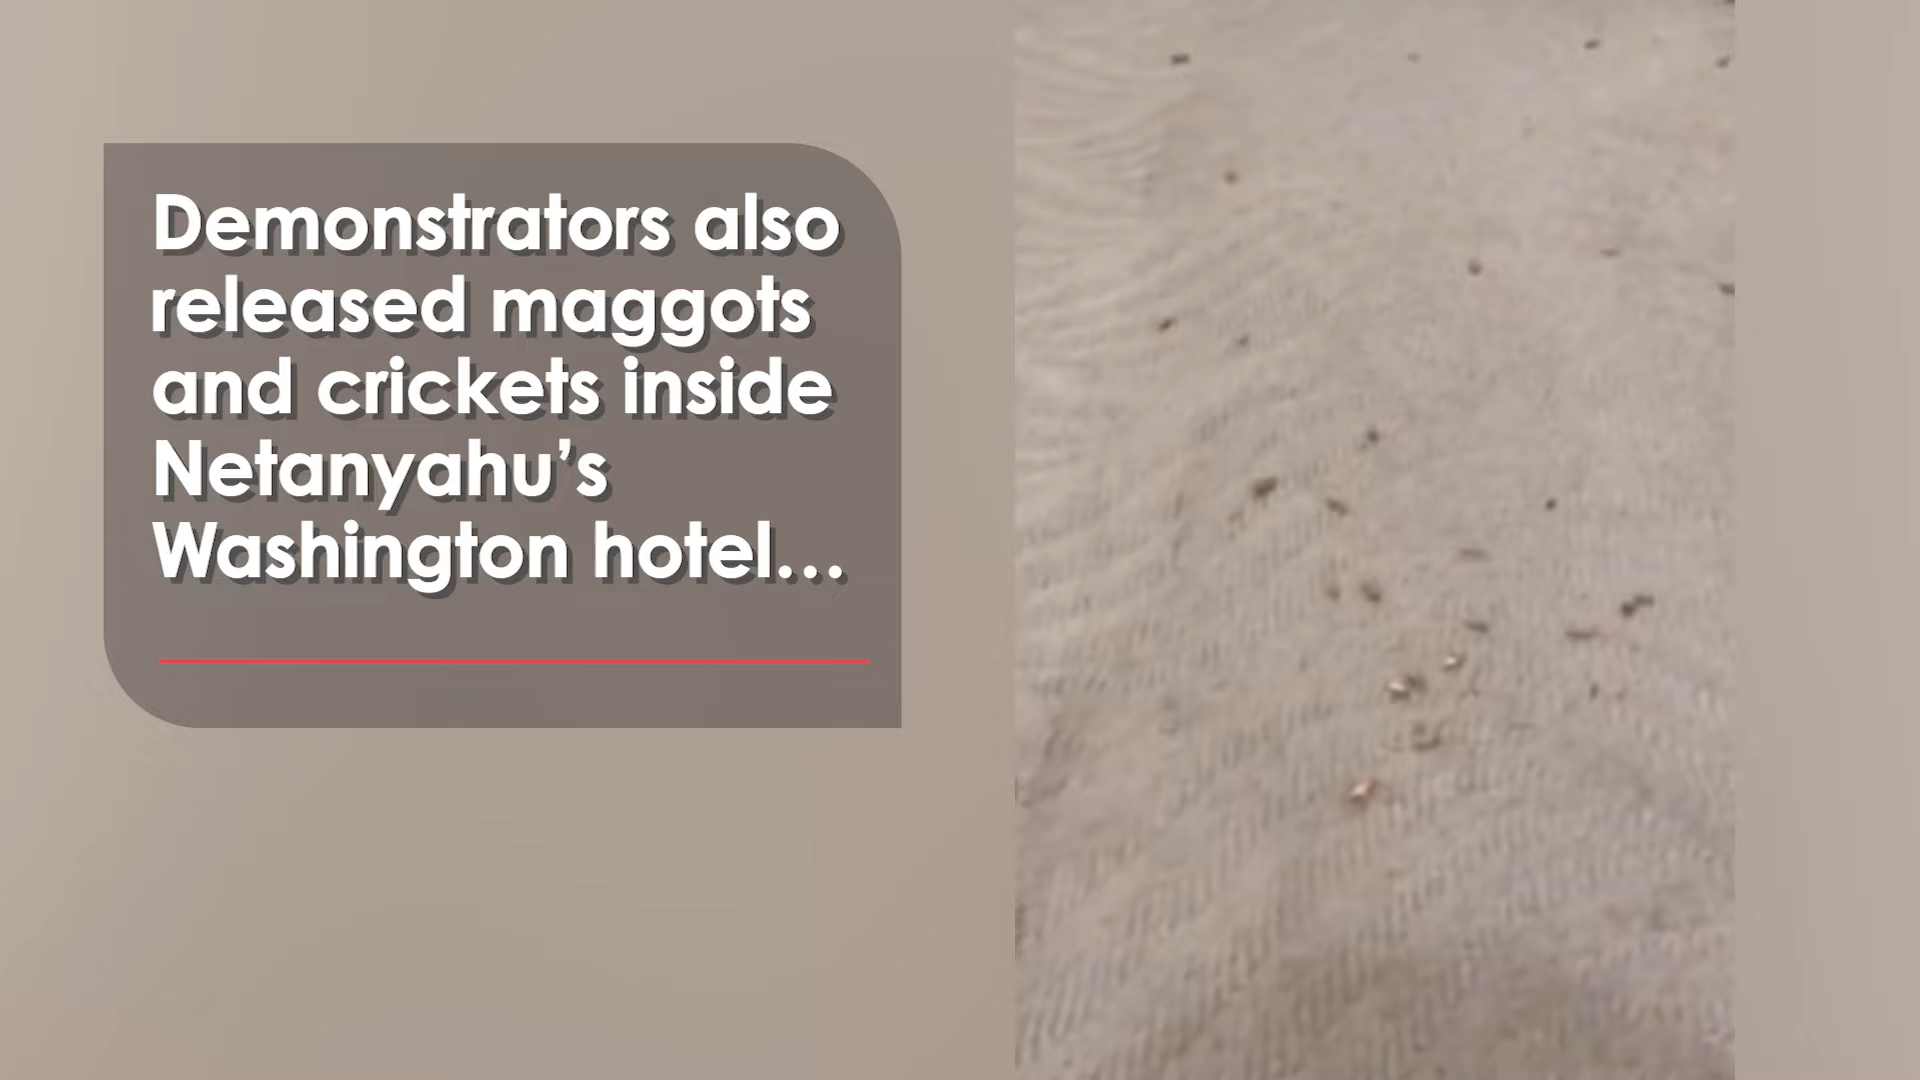 Demonstrators also
released maggots
and crickets inside
Netanyahu’s
Washington hotel...